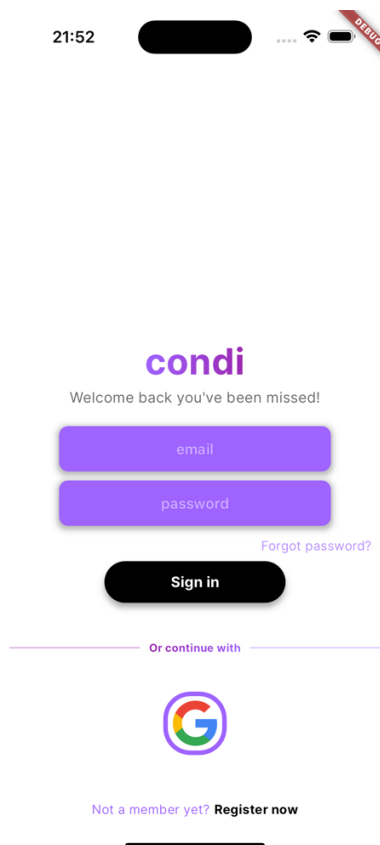 21:52
DEBUG
condi
Welcome back you've been missed!
email
password
Forgot password?
Sign in
Or continue with
G
Not a member yet? Register now